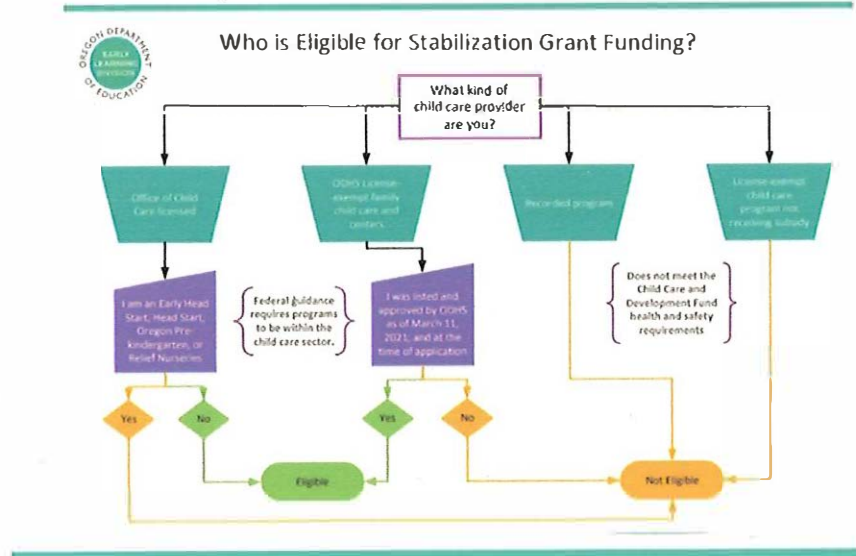 OREGON DEPARTMENT
OF EDUCATION
EARLY
LEARNING
DIVISION
Who is Eligible for Stabilization Grant Funding?
What kind of
child care provider
are you?
Office of Child
Care licensed
ODHS License-
exempt family
child care and
centers
Recorded program
License-exempt
child care
program not
receiving subsidy
I am an Early Head
Start, Head Start,
Oregon Pre-
kindergarten, or
Relief Nurseries
Federal guidance
requires programs
to be within the
child care sector.
I was listed and
approved by ODHS
as of March 11,
2021, and at the
time of application
Does not meet the
Child Care and
Development Fund
health and safety
requirements
Yes
No
Yes
No
Eligible
Not Eligible